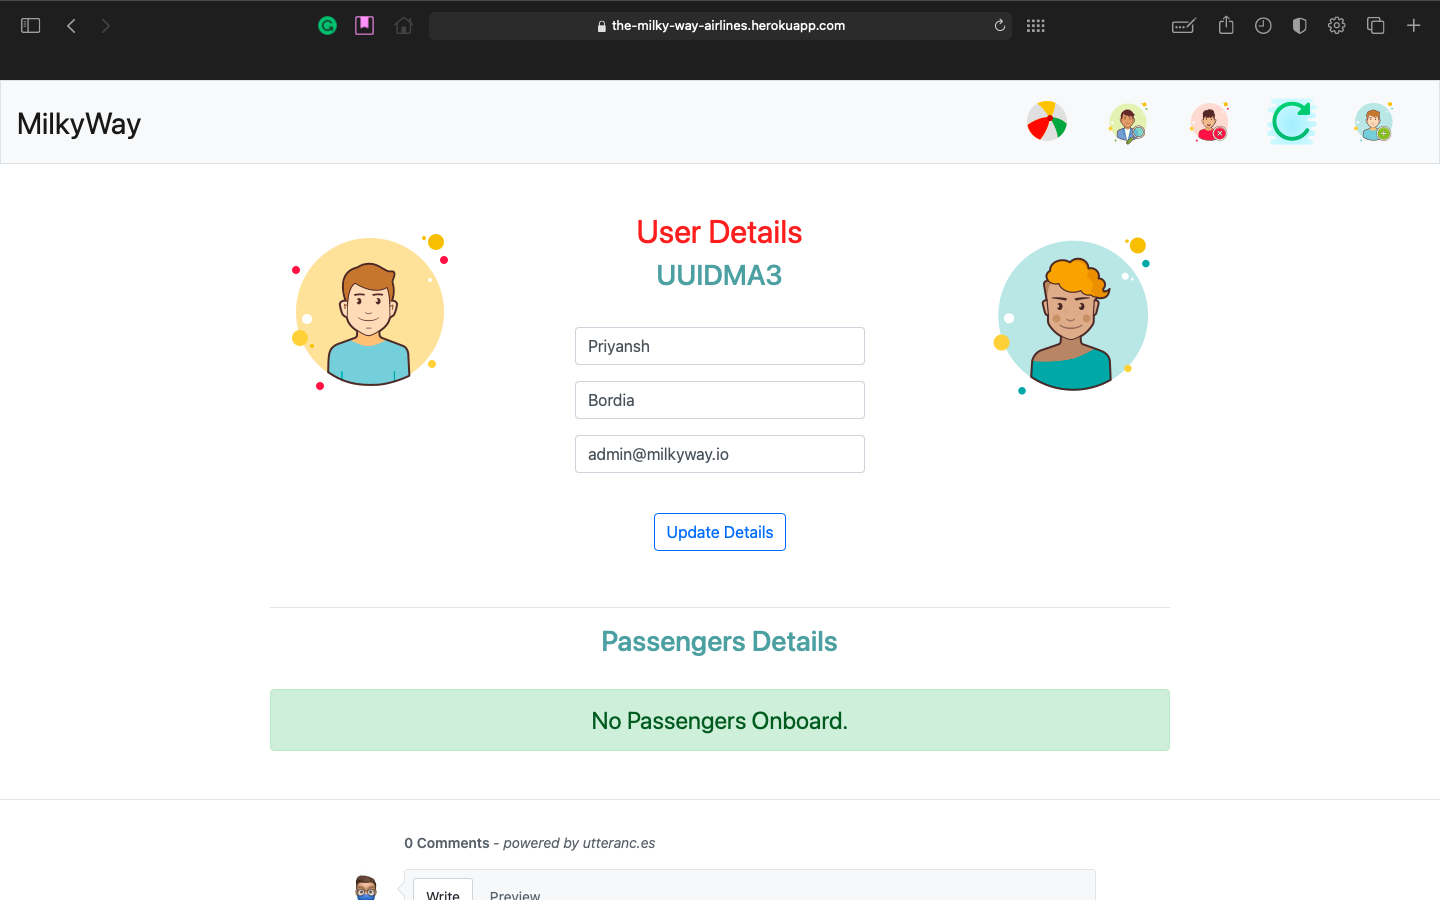 the-milky-way-airlines.herokuapp.com
MilkyWay
User Details
UUIDMA3
Priyansh
Bordia
admin@milkyway.io
Update Details
Passengers Details
No Passengers Onboard.
0 Comments - powered by utteranc.es
Write Preview